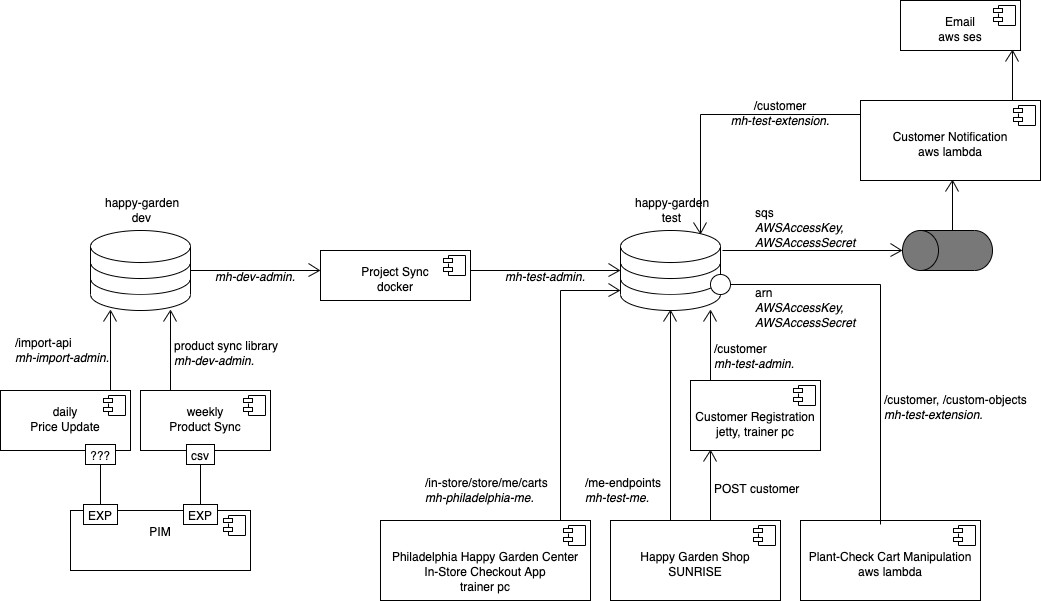 Email
aws ses
/customer
mh-test-extension.
Customer Notification
aws lambda
happy-garden
dev
happy-garden
test
sqs
AWSAccessKey,
AWSAccessSecret
mh-dev-admin.
Project Sync
docker
mh-test-admin.
arn
AWSAccessKey,
AWSAccessSecret
/import-api
mh-import-admin.
product sync library
mh-dev-admin.
/customer
mh-test-admin.
daily
Price Update
weekly
Product Sync
Customer Registration
jetty, trainer pc
/customer, /custom-objects
mh-test-extension.
???
csv
/in-store/store/me/carts
mh-philadelphia-me.
/me-endpoints
mh-test-me.
POST customer
EXP
EXP
PIM
Philadelphia Happy Garden Center
In-Store Checkout App
trainer pc
Happy Garden Shop
SUNRISE
Plant-Check Cart Manipulation
aws lambda